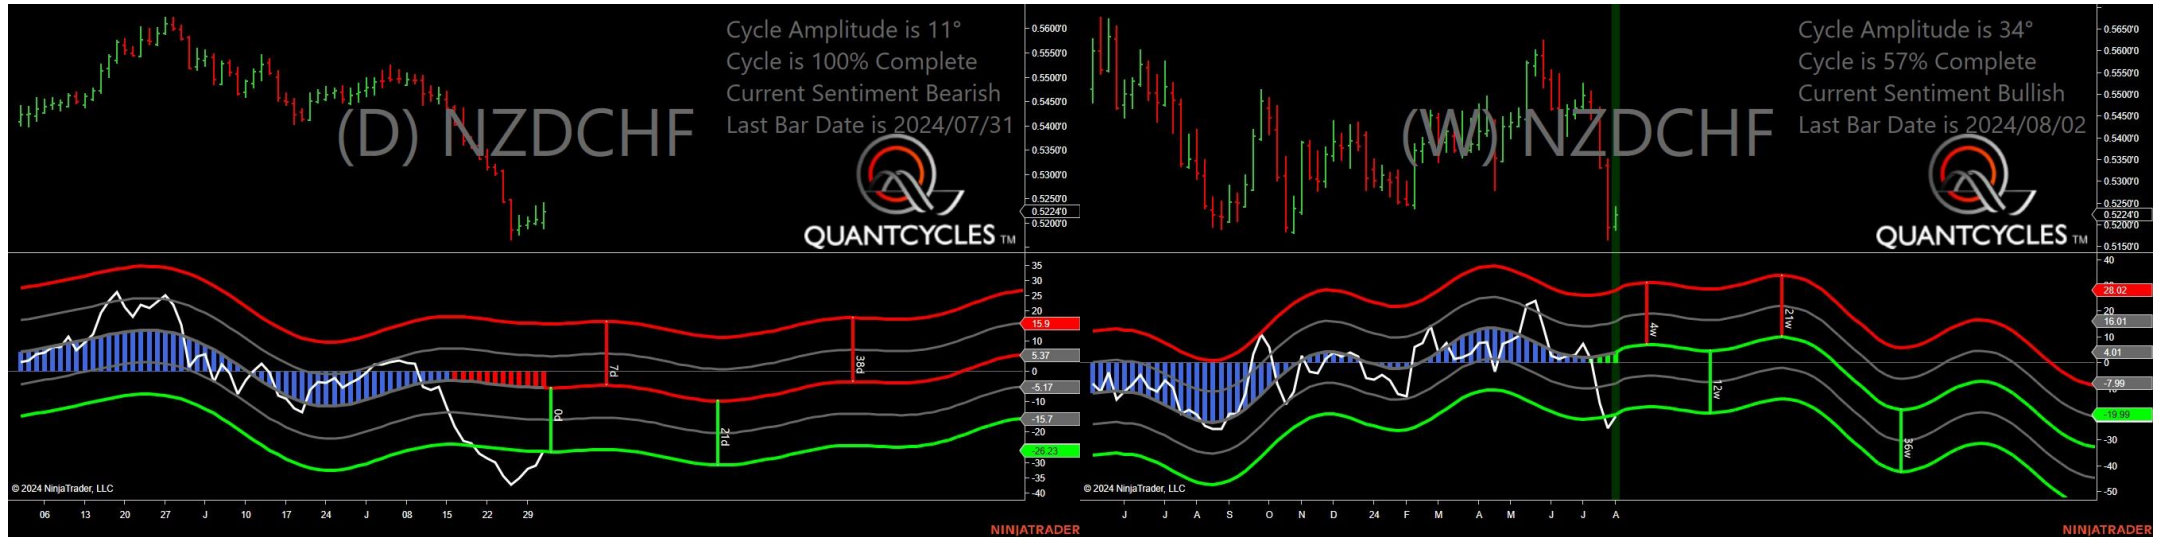 Cycle Amplitude is 11°
Cycle is 100% Complete
Current Sentiment Bearish
Last Bar Date is 2024/07/31
(D) NZDCHF
QUANTCYCLES TM
0.5600'0
0.5550'0
0.5500'0
0.5450'0
0.5400'0
0.5350'0
0.5300'0
0.5250'0
0.5224'0
0.5200'0
35
30
25
20
15.9
10
5.37
0
-5.17
-10
-15.7
-20
-26.23
-30
-35
-40
7d
38d
0d
21d
© 2024 NinjaTrader, LLC
06 13 20 27 J 10 17 24 J 08 15 22 29
NINJATRADER
Cycle Amplitude is 34°
Cycle is 57% Complete
Current Sentiment Bullish
Last Bar Date is 2024/08/02
(W) NZDCHF
QUANTCYCLES TM
0.5650'0
0.5600'0
0.5550'0
0.5500'0
0.5450'0
0.5400'0
0.5350'0
0.5300'0
0.5250'0
0.5224'0
0.5200'0
0.5150'0
40
28.02
20
16.01
10
4.01
0
-7.99
-19.99
-30
-40
-50
4w
21w
12w
36w
© 2024 NinjaTrader, LLC
J J A S O N D 24 F M A M J J A
NINJATRADER